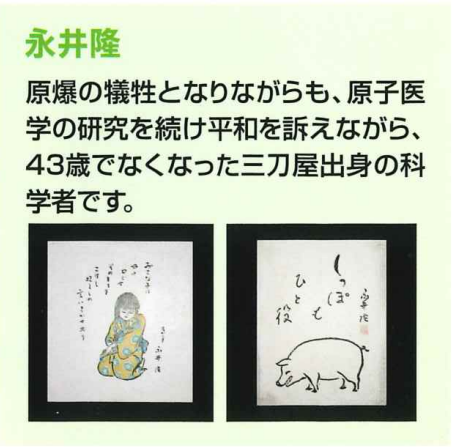 永井隆
原爆の犠牲となりながらも、原子医
学の研究を続け平和を訴えながら、
43歳でなくなった三刀屋出身の科
学者です。
しっぽ
も
ひと
役
永井隆